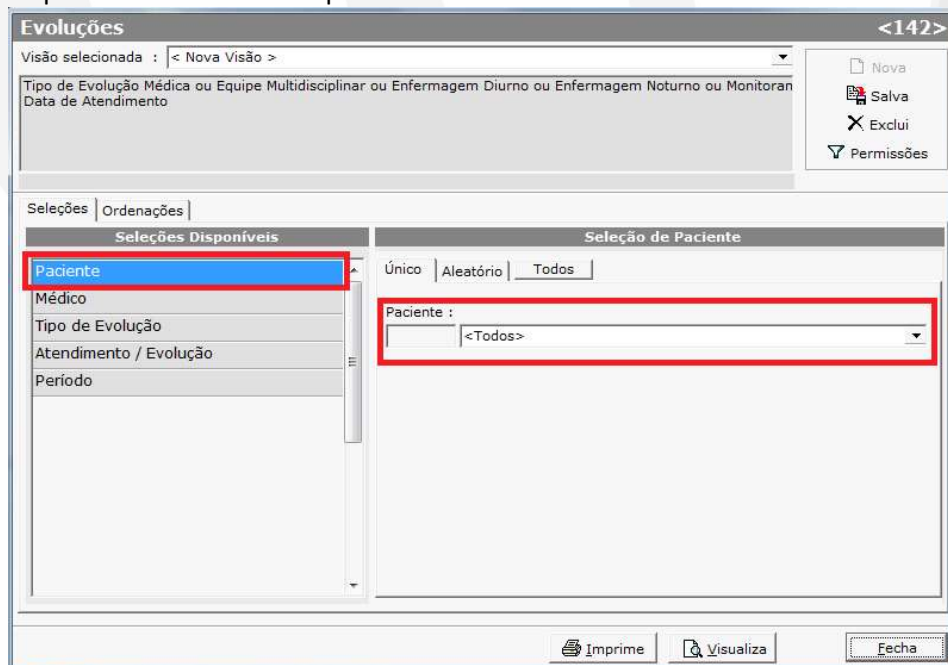 Evoluções <142>
Visão selecionada : < Nova Visão >
Tipo de Evolução Médica ou Equipe Multidisciplinar ou Enfermagem Diurno ou Enfermagem Noturno ou Monitoran
Data de Atendimento
Nova
Salva
Exclui
Permissões
Seleções Ordenações
Seleções Disponíveis
Paciente
Médico
Tipo de Evolução
Atendimento / Evolução
Período
Seleção de Paciente
Único Aleatório Todos
Paciente :
<Todos>
Imprime Visualiza Fecha